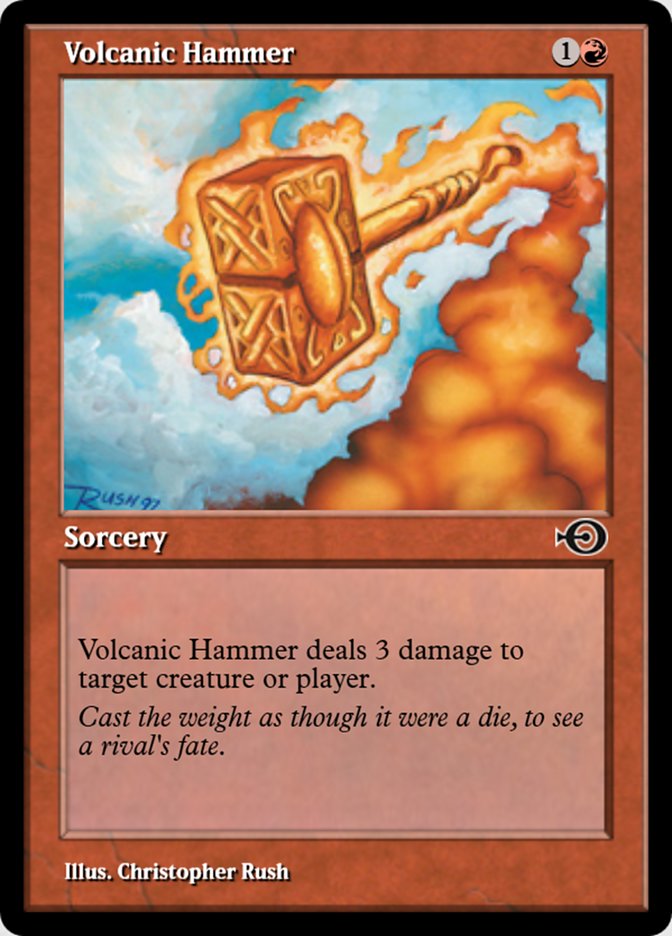 Volcanic Hammer 1
RUSH 97
Sorcery
Volcanic Hammer deals 3 damage to
target creature or player.
Cast the weight as though it were a die, to see
a rival's fate.
Illus. Christopher Rush